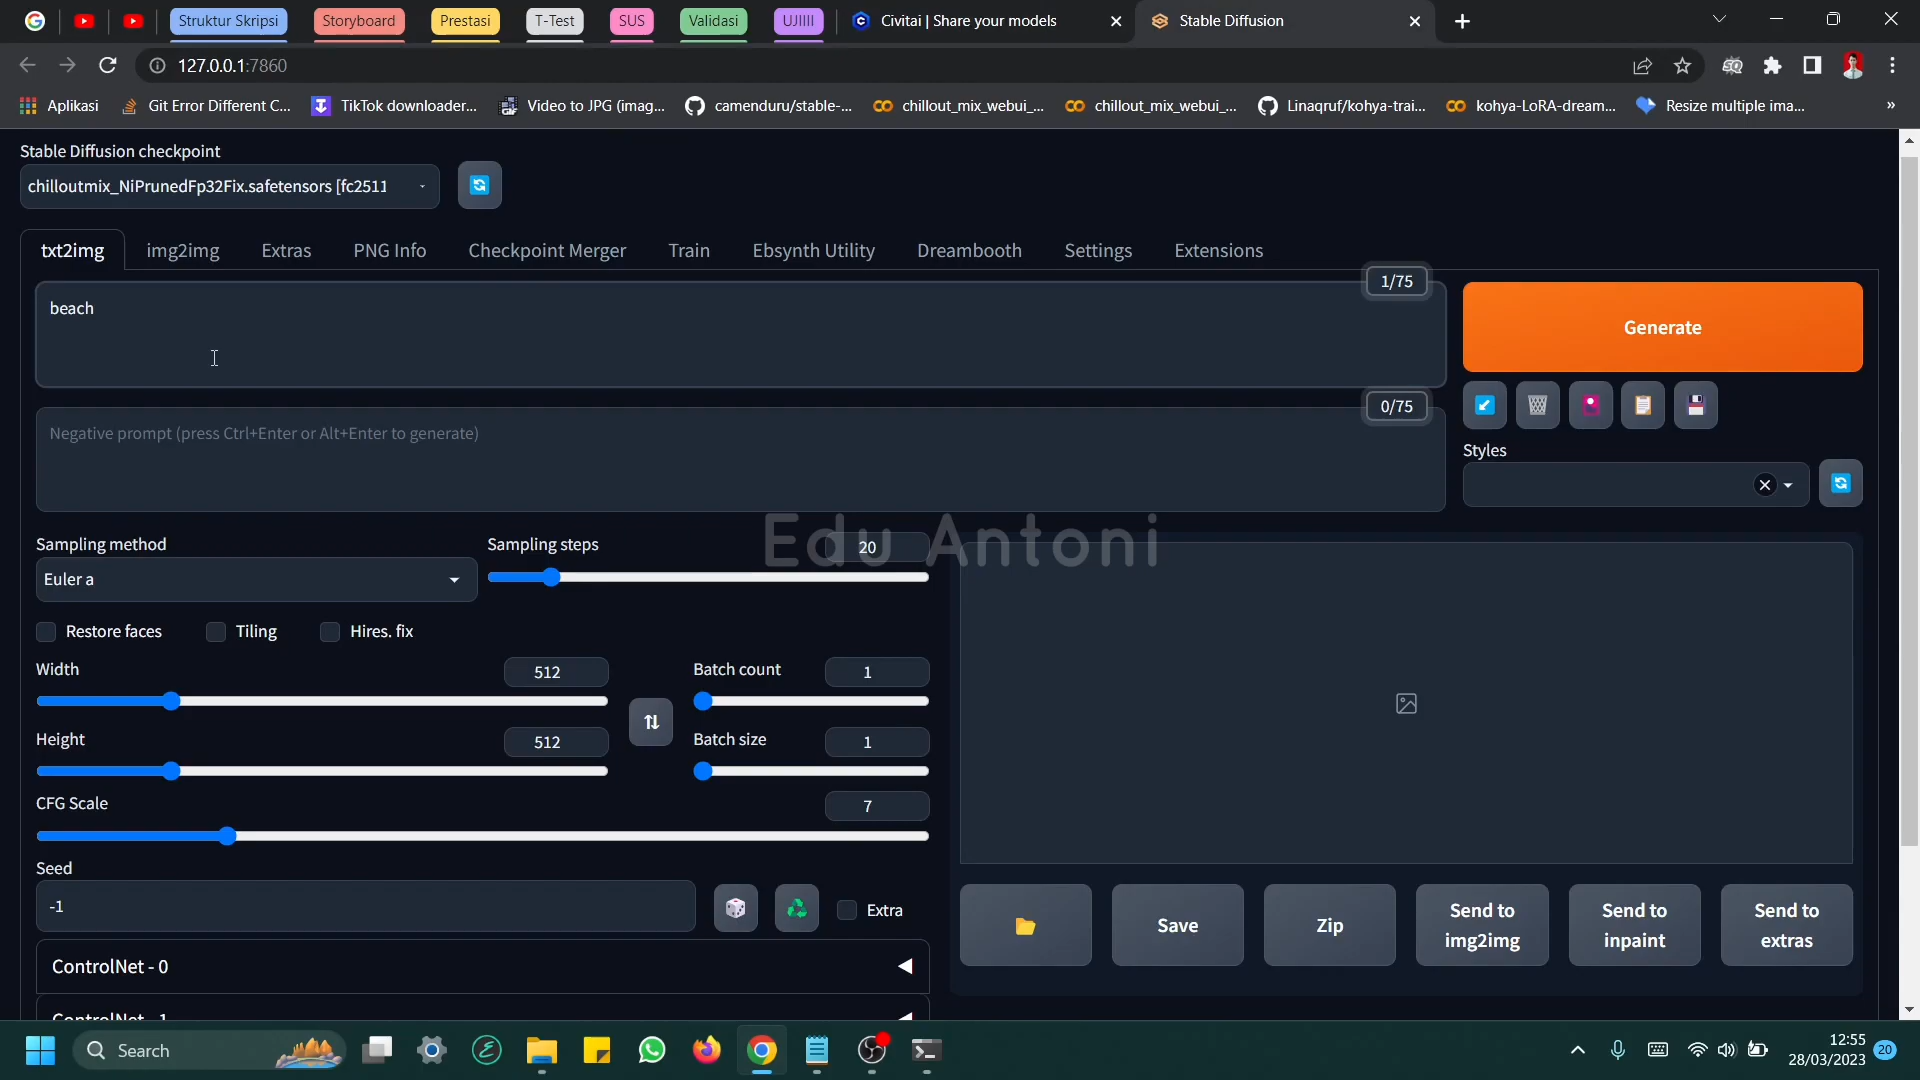 Struktur Skripsi
Storyboard
Prestasi
T-Test
SUS
Validasi
UJIIII
Civitai | Share your models
Stable Diffusion
127.0.0.1:7860
Aplikasi
Git Error Different C...
TikTok downloader...
Video to JPG (imag...
camenduru/stable-...
chillout_mix_webui_...
chillout_mix_webui_...
Linaqruf/kohya-trai...
kohya-LoRA-dream...
Resize multiple ima...
»
Stable Diffusion checkpoint
chilloutmix_NiPrunedFp32Fix.safetensors [fc2511
txt2img
img2img
Extras
PNG Info
Checkpoint Merger
Train
Ebsynth Utility
Dreambooth
Settings
Extensions
1/75
beach
Generate
0/75
Negative prompt (press Ctrl+Enter or Alt+Enter to generate)
Styles
Edu Antoni
Sampling method
Sampling steps
20
Euler a
Restore faces
Tiling
Hires. fix
Width
512
Batch count
1
Height
512
Batch size
1
CFG Scale
7
Seed
-1
Extra
Save
Zip
Send to
img2img
Send to
inpaint
Send to
extras
ControlNet - 0
ControlNet - 1
Search
12:55
28/03/2023
20